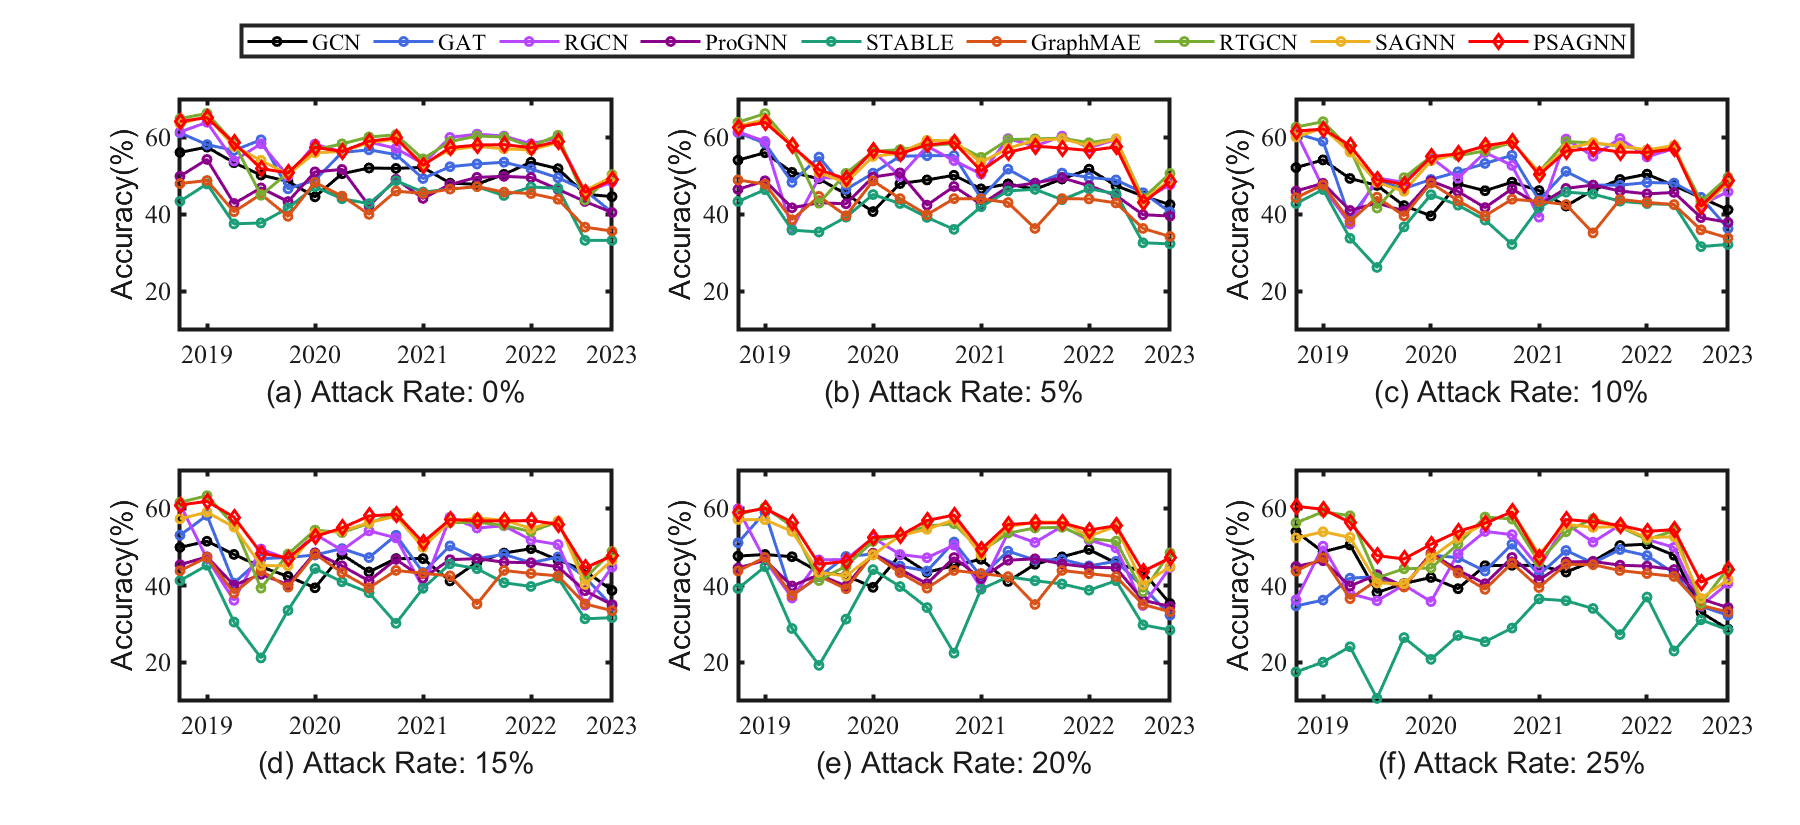 GCN GAT RGCN ProGNN STABLE GraphMAE RTGCN SAGNN PSAGNN
Accuracy(%)
60
40
20
2019 2020 2021 2022 2023
(a) Attack Rate: 0%
Accuracy(%)
60
40
20
2019 2020 2021 2022 2023
(b) Attack Rate: 5%
Accuracy(%)
60
40
20
2019 2020 2021 2022 2023
(c) Attack Rate: 10%
Accuracy(%)
60
40
20
2019 2020 2021 2022 2023
(d) Attack Rate: 15%
Accuracy(%)
60
40
20
2019 2020 2021 2022 2023
(e) Attack Rate: 20%
Accuracy(%)
60
40
20
2019 2020 2021 2022 2023
(f) Attack Rate: 25%